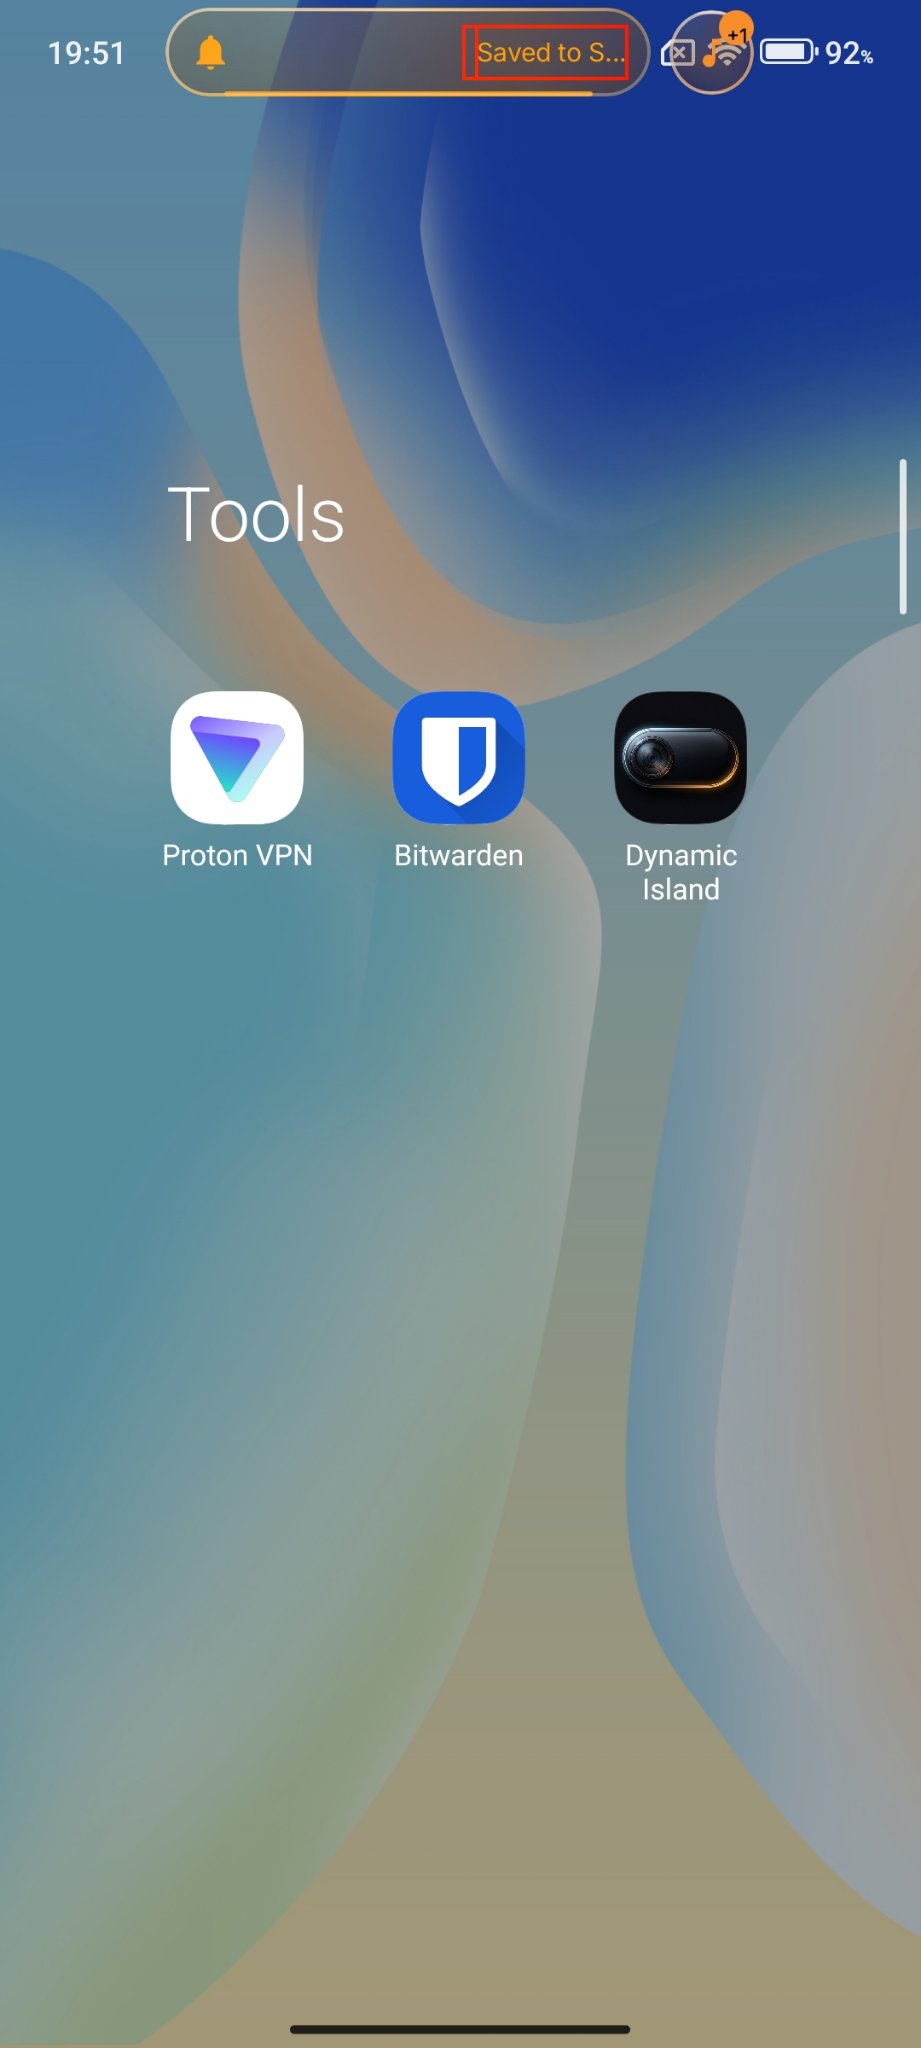 19:51
Saved to S...
+1
92%
Tools
Proton VPN
Bitwarden
Dynamic
Island